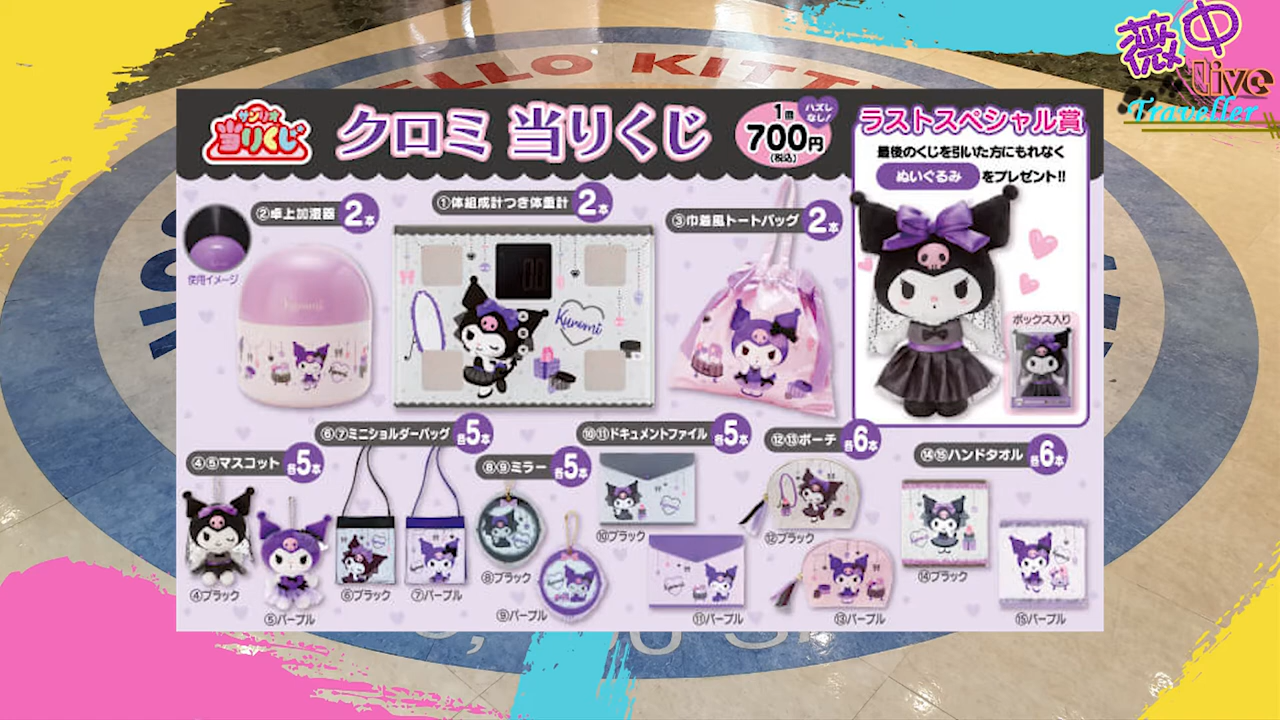 薇中
Live
Traveller
HELLO KITTY
サンリオ
当りくじ
クロミ 当りくじ
1回
700円
(税込)
ハズレ
なし!
ラストスペシャル賞
最後のくじを引いた方にもれなく
ぬいぐるみ をプレゼント!!
ボックス入り
②卓上加湿器 2本
使用イメージ
①体組成計つき体重計 2本
③巾着風トートバッグ 2本
Kuromi
Kuromi
④⑤マスコット 各5本
⑥⑦ミニショルダーバッグ 各5本
⑧⑨ミラー 各5本
⑩⑪ドキュメントファイル 各5本
⑫⑬ポーチ 各6本
⑭⑮ハンドタオル 各6本
④ブラック
⑤パープル
⑥ブラック
⑦パープル
⑧ブラック
⑨パープル
⑩ブラック
⑪パープル
⑫ブラック
⑬パープル
⑭ブラック
⑮パープル